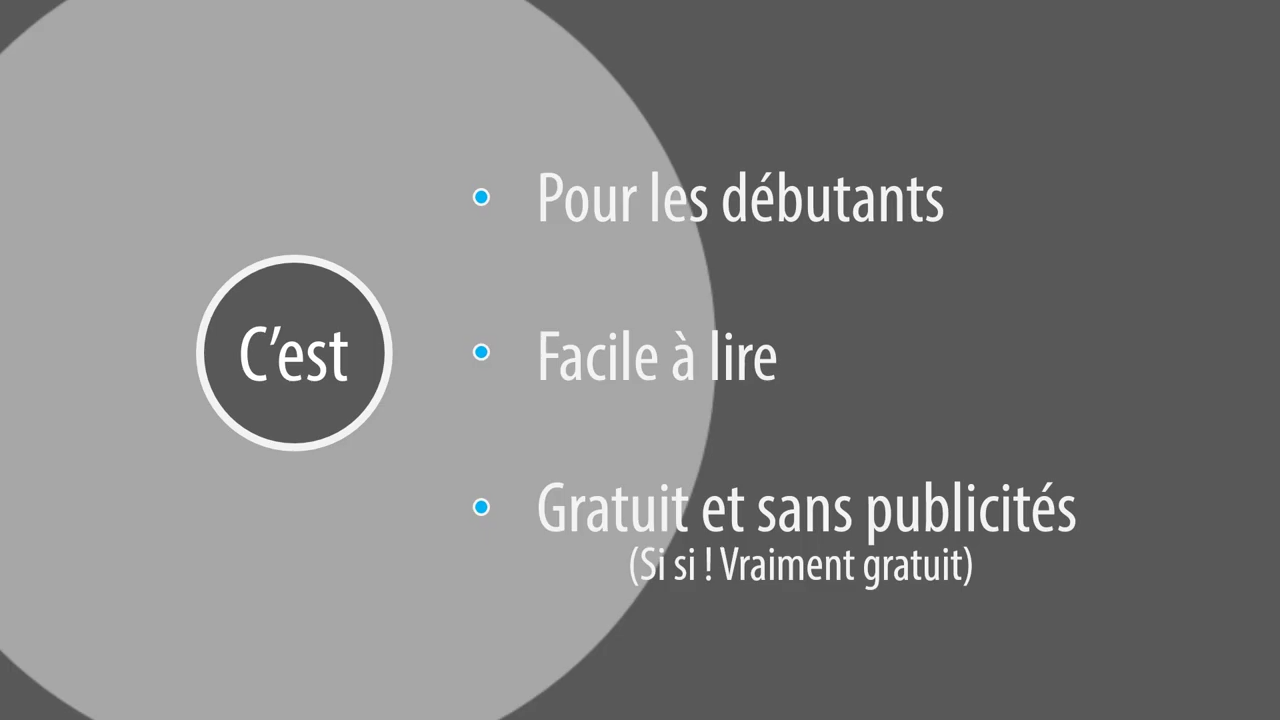 C’est
Pour les débutants
Facile à lire
Gratuit et sans publicités
(Si si ! Vraiment gratuit)